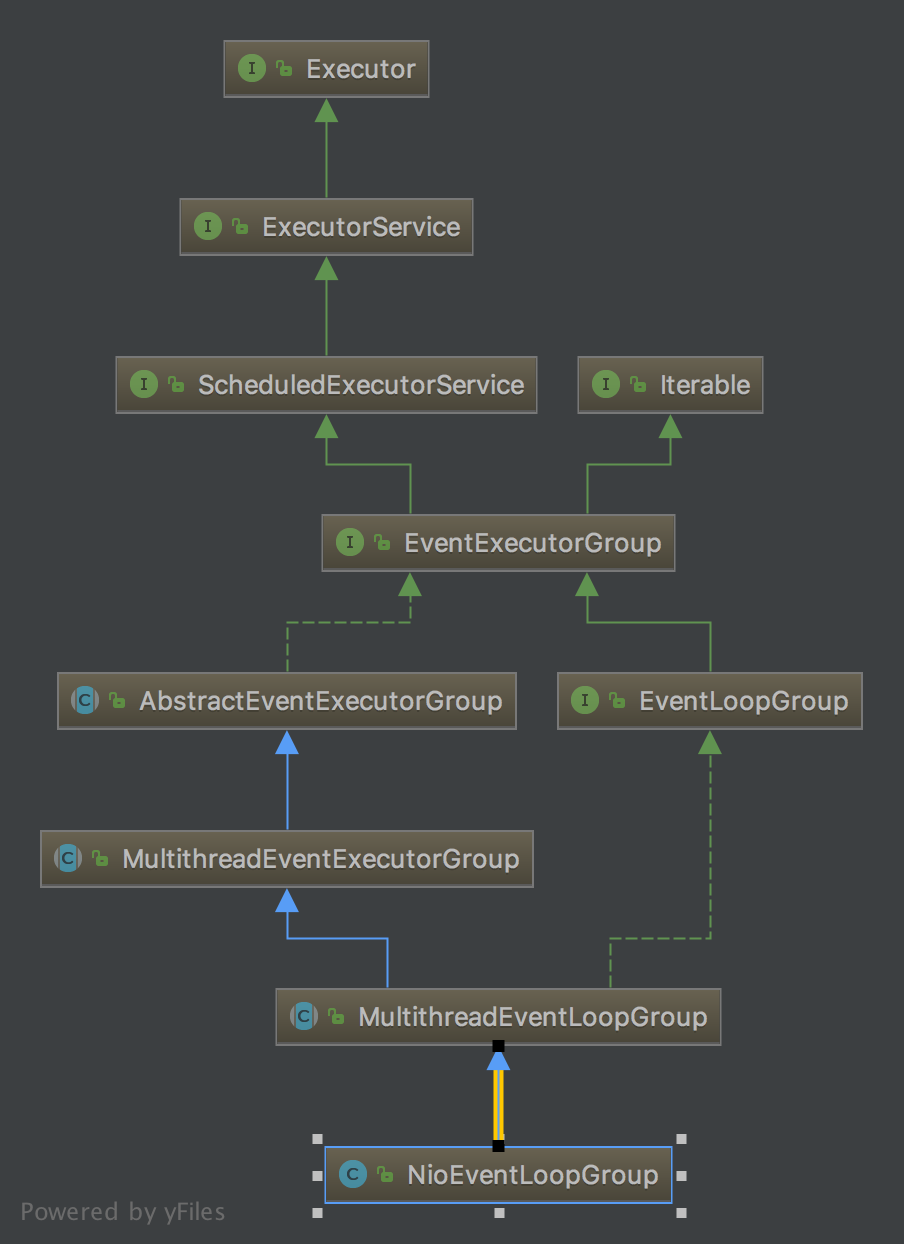 I Executor
I ExecutorService
I ScheduledExecutorService
I Iterable
I EventExecutorGroup
C AbstractEventExecutorGroup
I EventLoopGroup
C MultithreadEventExecutorGroup
C MultithreadEventLoopGroup
C NioEventLoopGroup
Powered by yFiles